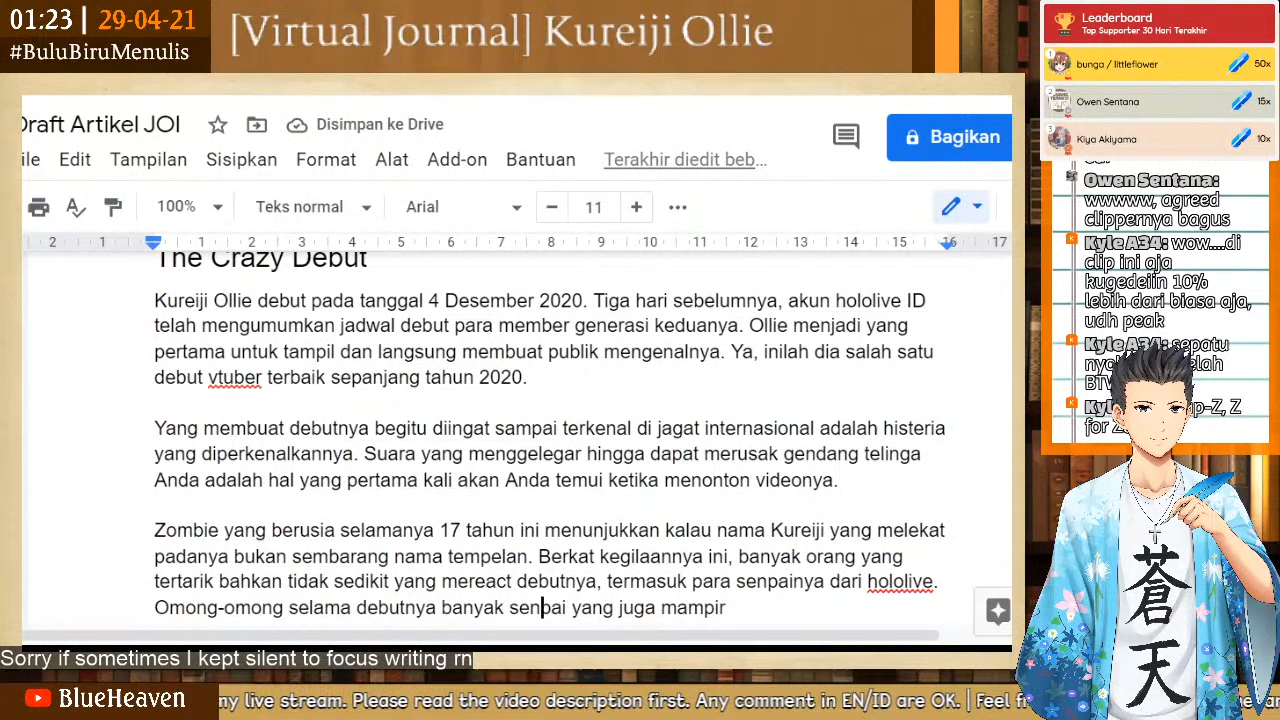 01:23 | 29-04-21
#BuluBiruMenulis
[Virtual Journal] Kureiji Ollie
Leaderboard
Top Supporter 30 Hari Terakhir
1 bunga / littleflower 50x
2 Owen Sentana 15x
3 Kiya Akiyama 10x
Draft Artikel JOI
Disimpan ke Drive
Bagikan
ile Edit Tampilan Sisipkan Format Alat Add-on Bantuan Terakhir diedit beb...
100% Teks normal Arial 11
2 1 1 2 3 4 5 6 7 8 9 10 11 12 13 14 15 16 17
The Crazy Debut
Kureiji Ollie debut pada tanggal 4 Desember 2020. Tiga hari sebelumnya, akun hololive ID
telah mengumumkan jadwal debut para member generasi keduanya. Ollie menjadi yang
pertama untuk tampil dan langsung membuat publik mengenalnya. Ya, inilah dia salah satu
debut vtuber terbaik sepanjang tahun 2020.
Yang membuat debutnya begitu diingat sampai terkenal di jagat internasional adalah histeria
yang diperkenalkannya. Suara yang menggelegar hingga dapat merusak gendang telinga
Anda adalah hal yang pertama kali akan Anda temui ketika menonton videonya.
Zombie yang berusia selamanya 17 tahun ini menunjukkan kalau nama Kureiji yang melekat
padanya bukan sembarang nama tempelan. Berkat kegilaannya ini, banyak orang yang
tertarik bahkan tidak sedikit yang mereact debutnya, termasuk para senpainya dari hololive.
Omong-omong selama debutnya banyak senpai yang juga mampir
Owen Sentana:
wwwww, agreed
clippernya bagus
Kyle A34: wow....di
clip ini aja
kugedeiin 10%
lebih dari biasa aja,
udh peak
Kyle A34: sepatu
蒼天
Sorry if sometimes I kept silent to focus writing rn
BlueHeaven
my live stream. Please read the video description first. Any comment in EN/ID are OK. | Feel